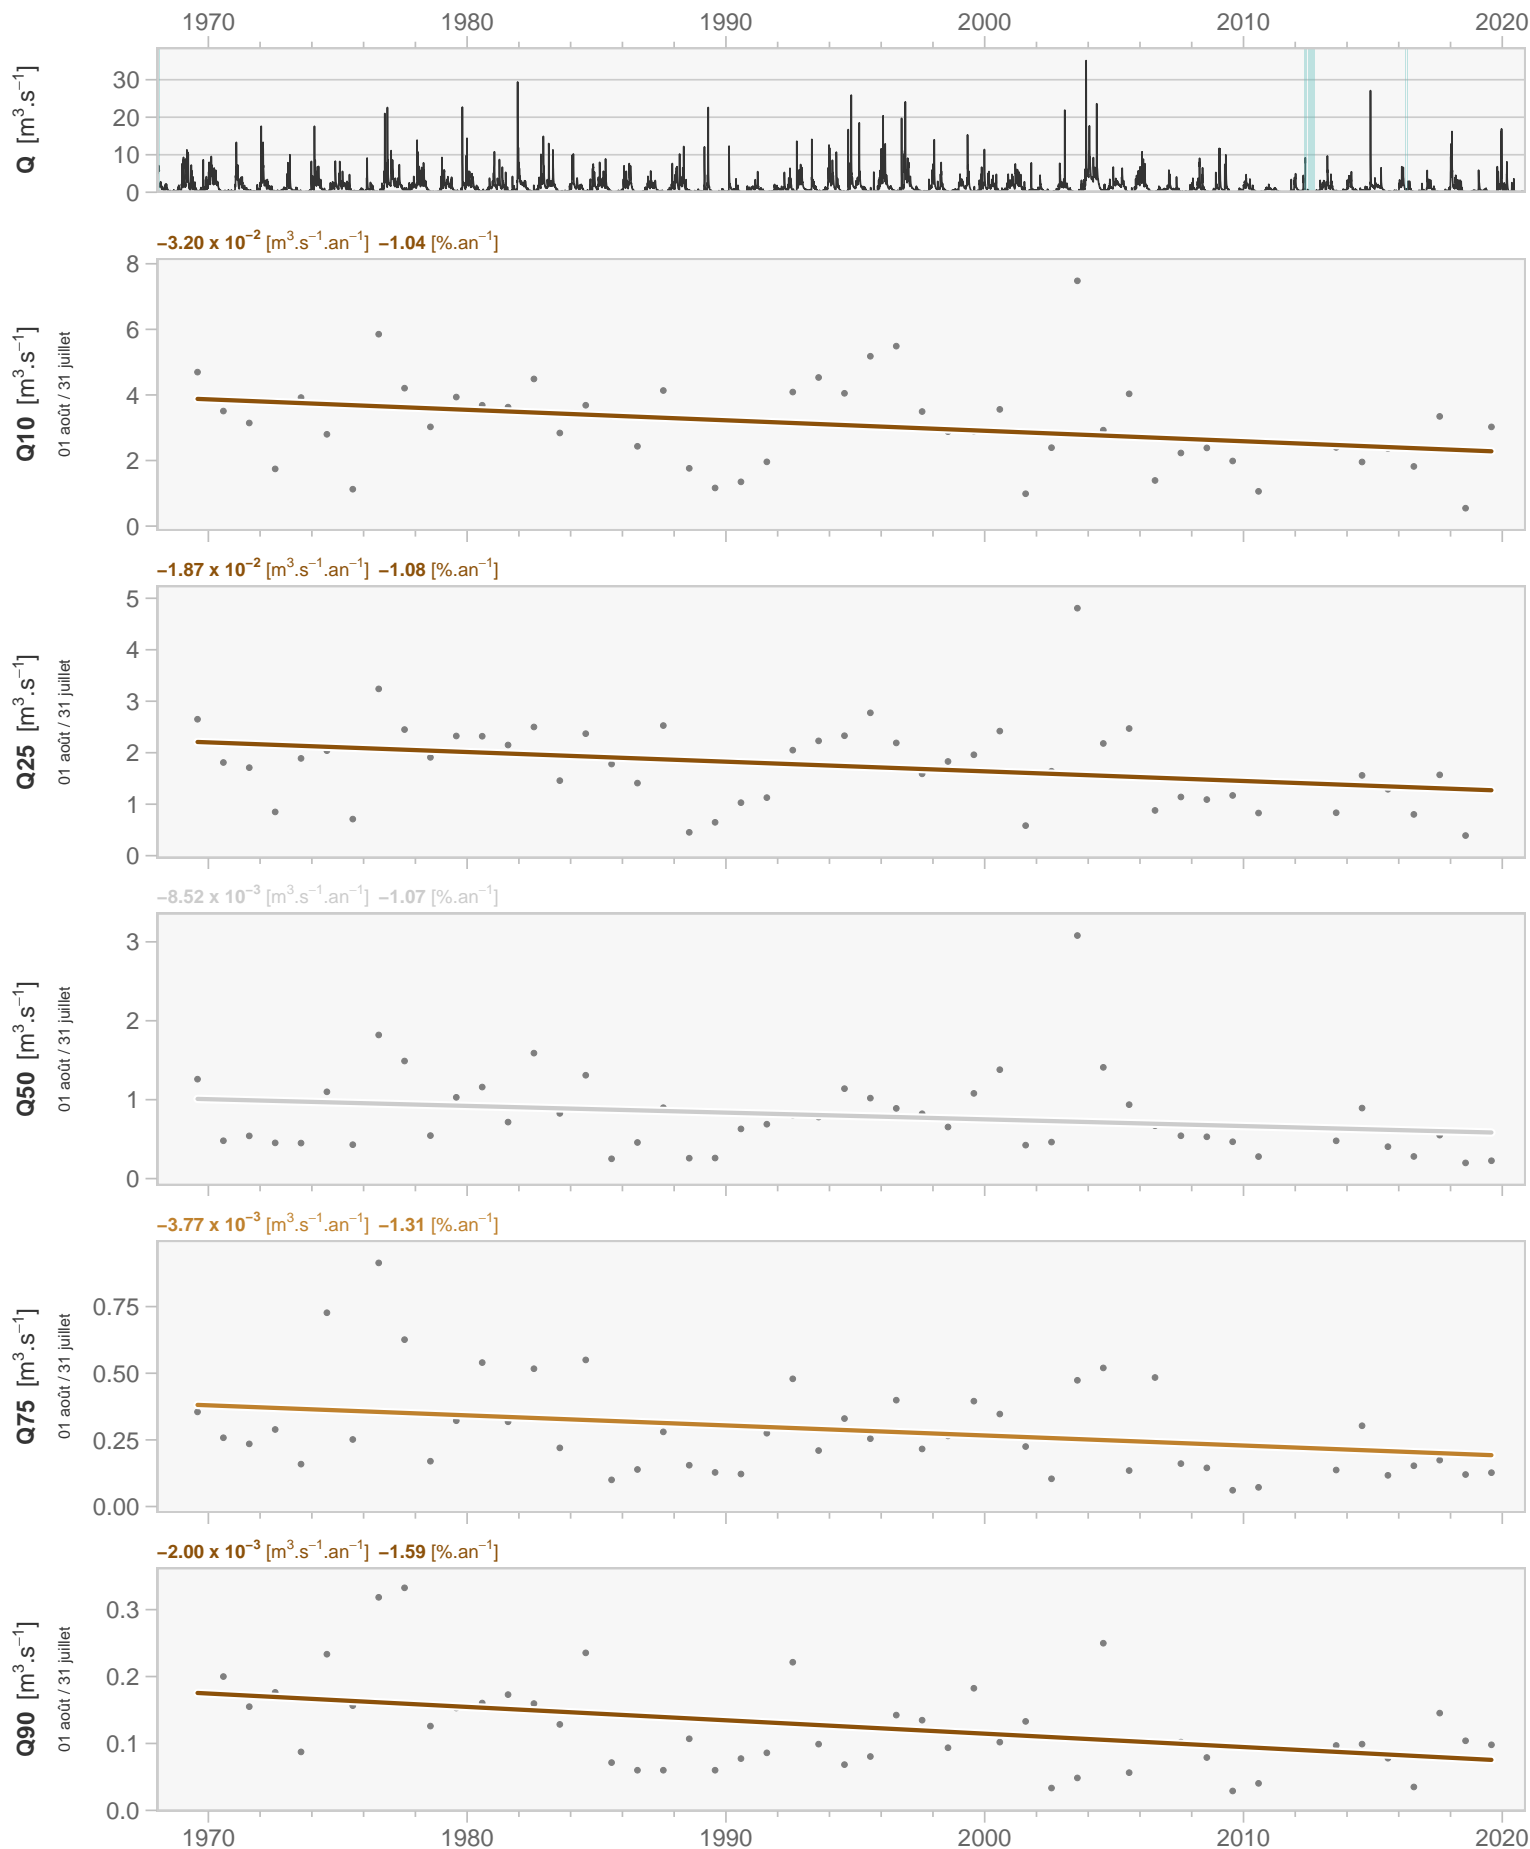 1970 1980 1990 2000 2010 2020
Q [m³.s⁻¹]
30
20
10
0
−3.20 x 10⁻² [m³.s⁻¹.an⁻¹] −1.04 [%.an⁻¹]
Q10 [m³.s⁻¹]
01 août / 31 juillet
8
6
4
2
0
−1.87 x 10⁻² [m³.s⁻¹.an⁻¹] −1.08 [%.an⁻¹]
Q25 [m³.s⁻¹]
01 août / 31 juillet
5
4
3
2
1
0
−8.52 x 10⁻³ [m³.s⁻¹.an⁻¹] −1.07 [%.an⁻¹]
Q50 [m³.s⁻¹]
01 août / 31 juillet
3
2
1
0
−3.77 x 10⁻³ [m³.s⁻¹.an⁻¹] −1.31 [%.an⁻¹]
Q75 [m³.s⁻¹]
01 août / 31 juillet
0.75
0.50
0.25
0.00
−2.00 x 10⁻³ [m³.s⁻¹.an⁻¹] −1.59 [%.an⁻¹]
Q90 [m³.s⁻¹]
01 août / 31 juillet
0.3
0.2
0.1
0.0
1970 1980 1990 2000 2010 2020